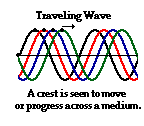 Traveling Wave
A crest is seen to move
or progress across a medium.